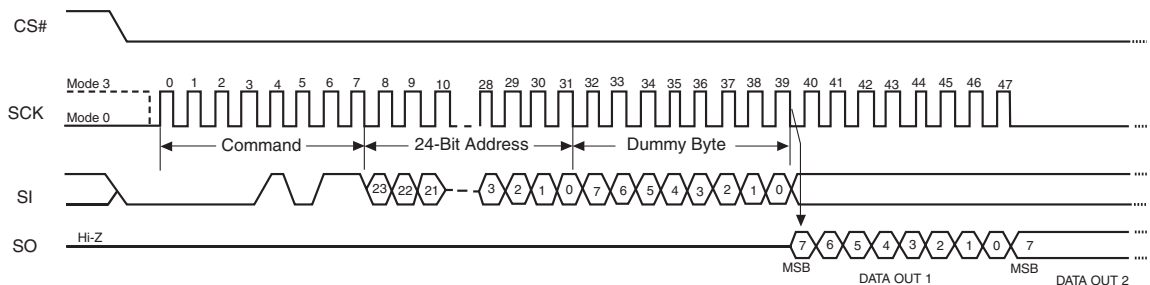 CS#
Mode 3
0 1 2 3 4 5 6 7 8 9 10 28 29 30 31 32 33 34 35 36 37 38 39 40 41 42 43 44 45 46 47
SCK
Mode 0
Command 24-Bit Address Dummy Byte
SI 23 22 21 3 2 1 0 7 6 5 4 3 2 1 0
Hi-Z
SO 7 6 5 4 3 2 1 0 7
MSB DATA OUT 1 MSB DATA OUT 2